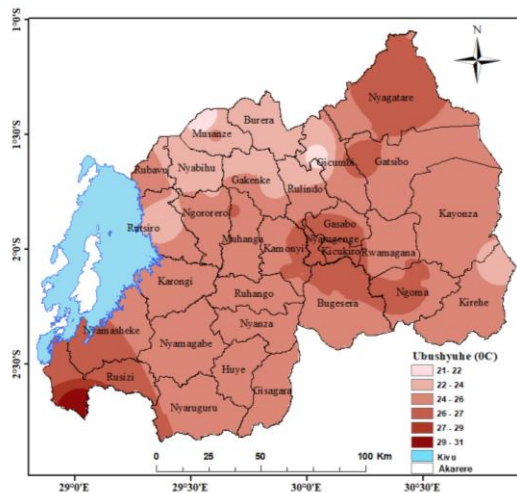 1°0'S
N
Nyagatare
Burera
Musanze
1°30'S
Gicumbi
Gatsibo
Rubavu
Nyabihu
Gakenke
Rulindo
Kayonza
Ngororero
Gasabo
Rutsiro
Nyarugenge
2°0'S
Muhanga
Kamonyi
Kicukiro
Rwamagana
Karongi
Ngoma
Ruhango
Bugesera
Kirehe
Nyamasheke
Nyanza
Ubushyuhe (0C)
21 - 22
2°30'S
Nyamagabe
22 - 24
Rusizi
Huye
24 - 26
Gisagara
26 - 27
Nyaruguru
27 - 29
29 - 31
0 50 100 Km
Kivu
Akarere
29°0'E 29°30'E 30°0'E 30°30'E